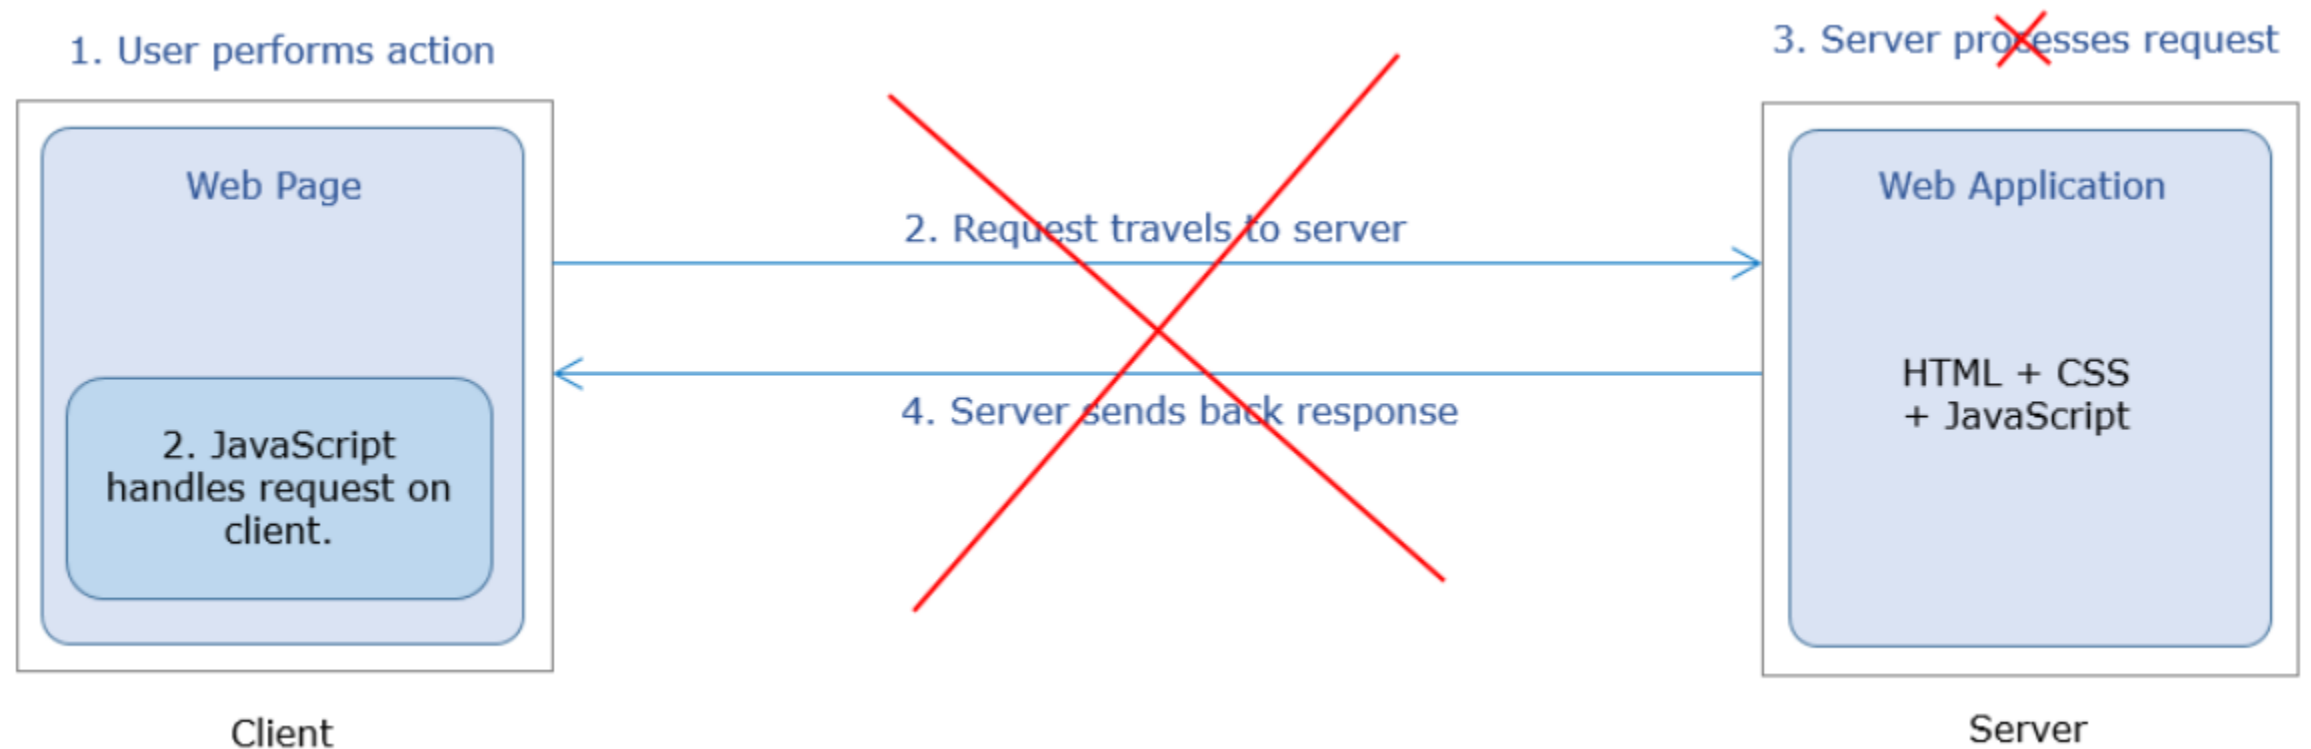 1. User performs action
3. Server processes request
Web Page
Web Application
2. Request travels to server
HTML + CSS
+ JavaScript
4. Server sends back response
2. JavaScript
handles request on
client.
Client
Server